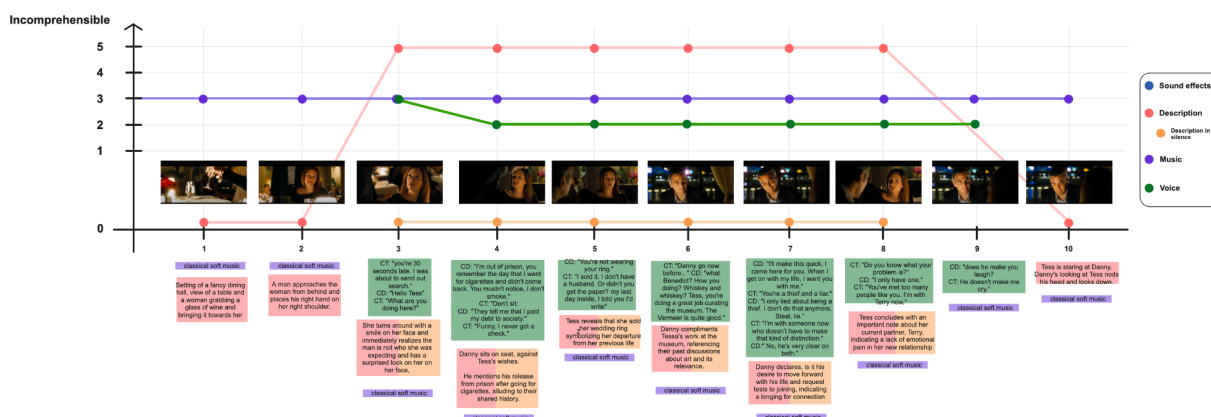 Incomprehensible
5
4
3
2
1
0
1
2
3
4
5
6
7
8
9
10
Sound effects
Description
Description in
silence
Music
Voice
classical soft music
Setting of a fancy dining
hall, view of a table and
a woman grabbing a
glass of wine and
bringing it towards her
classical soft music
A man approaches the
woman from behind and
places his right hand on
her right shoulder.
CT: "you're 30
seconds late. I was
about to send out
search."
CD: "Hello Tess"
CT: "What are you
doing here?"
She turns around with a
smile on her face and
immediately realizes the
man is not who she was
expecting and has a
surprised look on her on
her face,
classical soft music
CD: "I'm out of prison, you
remember the day that I went
for cigarettes and didn't come
back. You mustn't notice, I don't
smoke."
CT: "Don't sit:
CD: "They tell me that I paid
my debt to society."
CT: "Funny, I never got a
check."
Danny sits on seat, against
Tess's wishes.
He mentions his release
from prison after going for
cigarettes, alluding to their
shared history.
classical soft music
CD: "You're not wearing
your ring."
CT: "I sold it. I don't have
a husband. Or didn't you
get the paper? my last
day inside, I told you I'd
write"
Tess reveals that she sold
her wedding ring
symbolizing her departure
from her previous life
classical soft music
CT: "Danny go now
before.. " CD: "what
Benedict? How you
doing? Whiskey and
whiskey? Tess, you're
doing a great job curating
the museum. The
Vermeer is quite good."
Danny compliments
Tessa's work at the
museum, referencing
their past discussions
about art and its
relevance.
classical soft music
CD: "I'll make this quick. I
came here for you. When I
get on with my life, I want you
with me."
CT: "You're a thief and a liar."
CD: "I only lied about being a
thief. I don't do that anymore.
Steal, lie."
CT: "I'm with someone now
who doesn't have to make
that kind of distinction."
CD:" No, he's very clear on
both."
Danny declares, is it his
desire to move forward
with his life and request
tests to joining, indicating
a longing for connection
classical soft music
CT: "Do you know what your
problem is?"
CD: "I only have one."
CT: "You've met too many
people like you. I'm with
Terry now."
Tess concludes with an
important note about her
current partner, Terry,
indicating a lack of emotional
pain in her new relationship
classical soft music
CD: "does he make you
laugh?
CT: He doesn't make me
cry."
classical soft music
Tess is staring at Danny.
Danny's looking at Tess nods
his head and looks down.
classical soft music